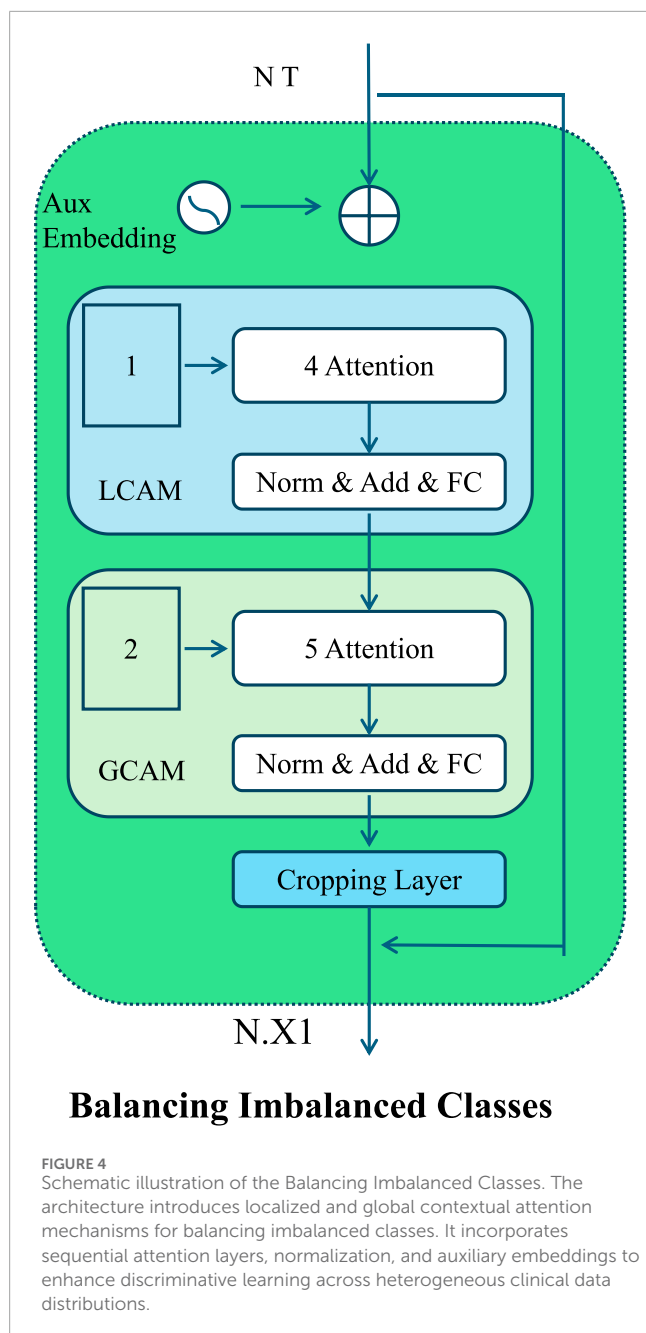 N T
Aux
Embedding
1
4 Attention
LCAM
Norm & Add & FC
2
5 Attention
GCAM
Norm & Add & FC
Cropping Layer
N.X1
Balancing Imbalanced Classes
FIGURE 4
Schematic illustration of the Balancing Imbalanced Classes. The
architecture introduces localized and global contextual attention
mechanisms for balancing imbalanced classes. It incorporates
sequential attention layers, normalization, and auxiliary embeddings to
enhance discriminative learning across heterogeneous clinical data
distributions.